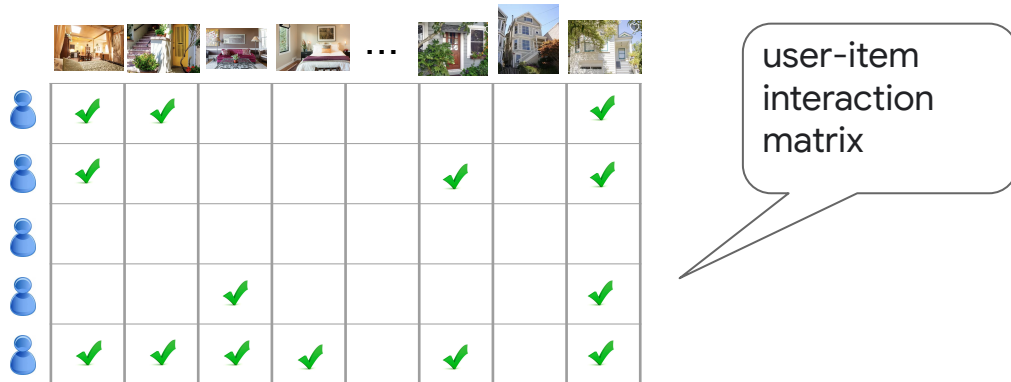 ...
user-item
interaction
matrix